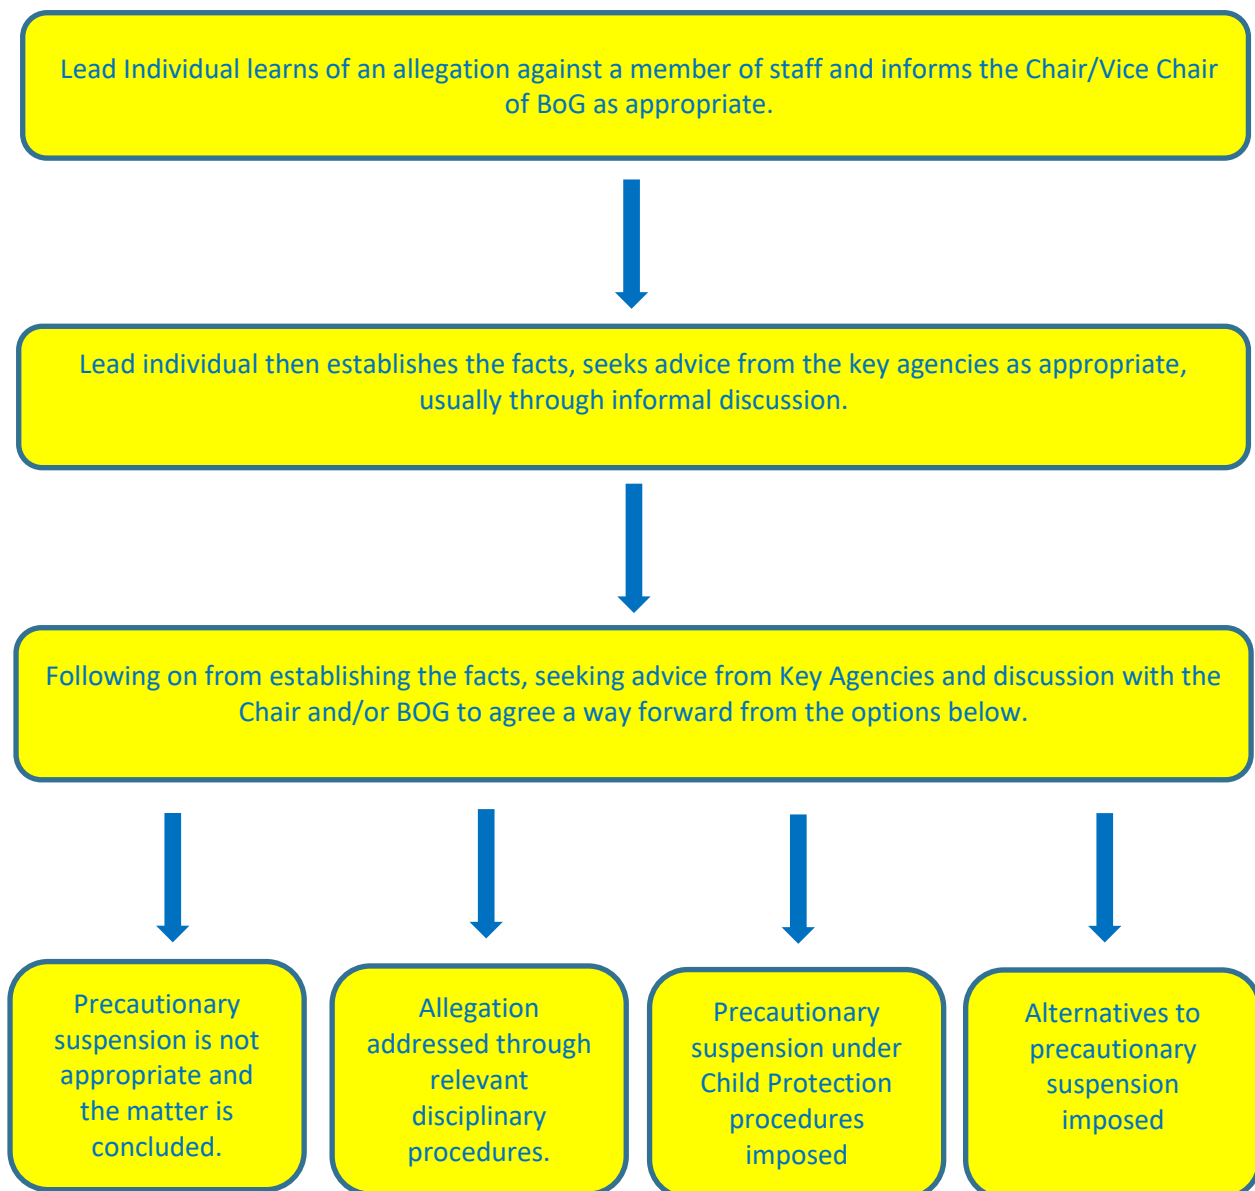 Lead Individual learns of an allegation against a member of staff and informs the Chair/Vice Chair
of BoG as appropriate.
Lead individual then establishes the facts, seeks advice from the key agencies as appropriate,
usually through informal discussion.
Following on from establishing the facts, seeking advice from Key Agencies and discussion with the
Chair and/or BOG to agree a way forward from the options below.
Precautionary
suspension is not
appropriate and
the matter is
concluded.
Allegation
addressed through
relevant
disciplinary
procedures.
Precautionary
suspension under
Child Protection
procedures
imposed
Alternatives to
precautionary
suspension
imposed